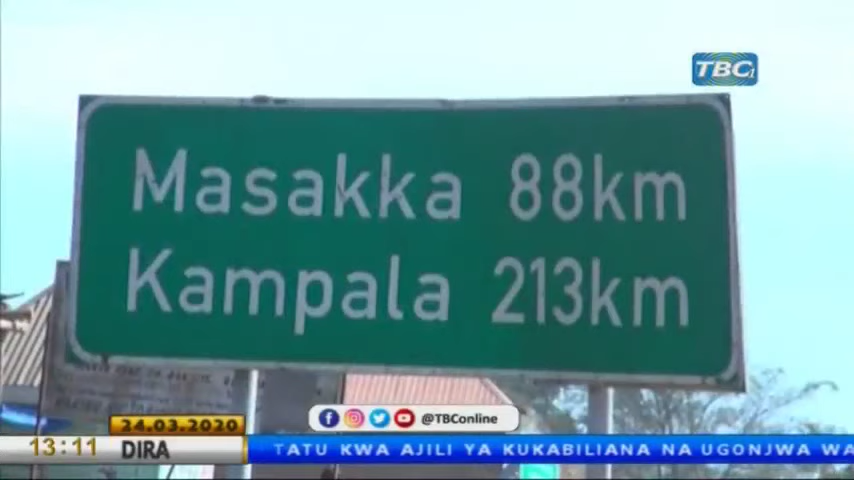 TBC1
Masakka 88km
Kampala 213km
@TBConline
24.03.2020
13:11 DIRA TATU KWA AJILI YA KUKABILIANA NA UGONJWA WA